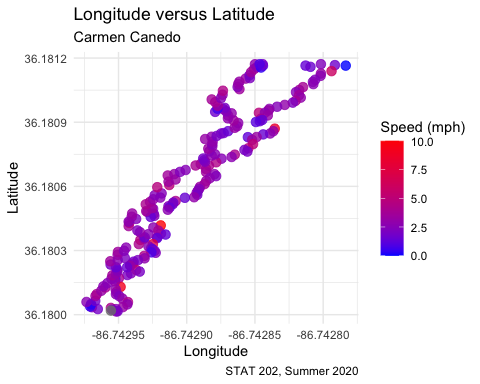 Longitude versus Latitude
Carmen Canedo
36.1812
36.1809
36.1806
36.1803
36.1800
Latitude
-86.74295 -86.74290 -86.74285 -86.74280
Longitude
Speed (mph)
10.0
7.5
5.0
2.5
0.0
STAT 202, Summer 2020